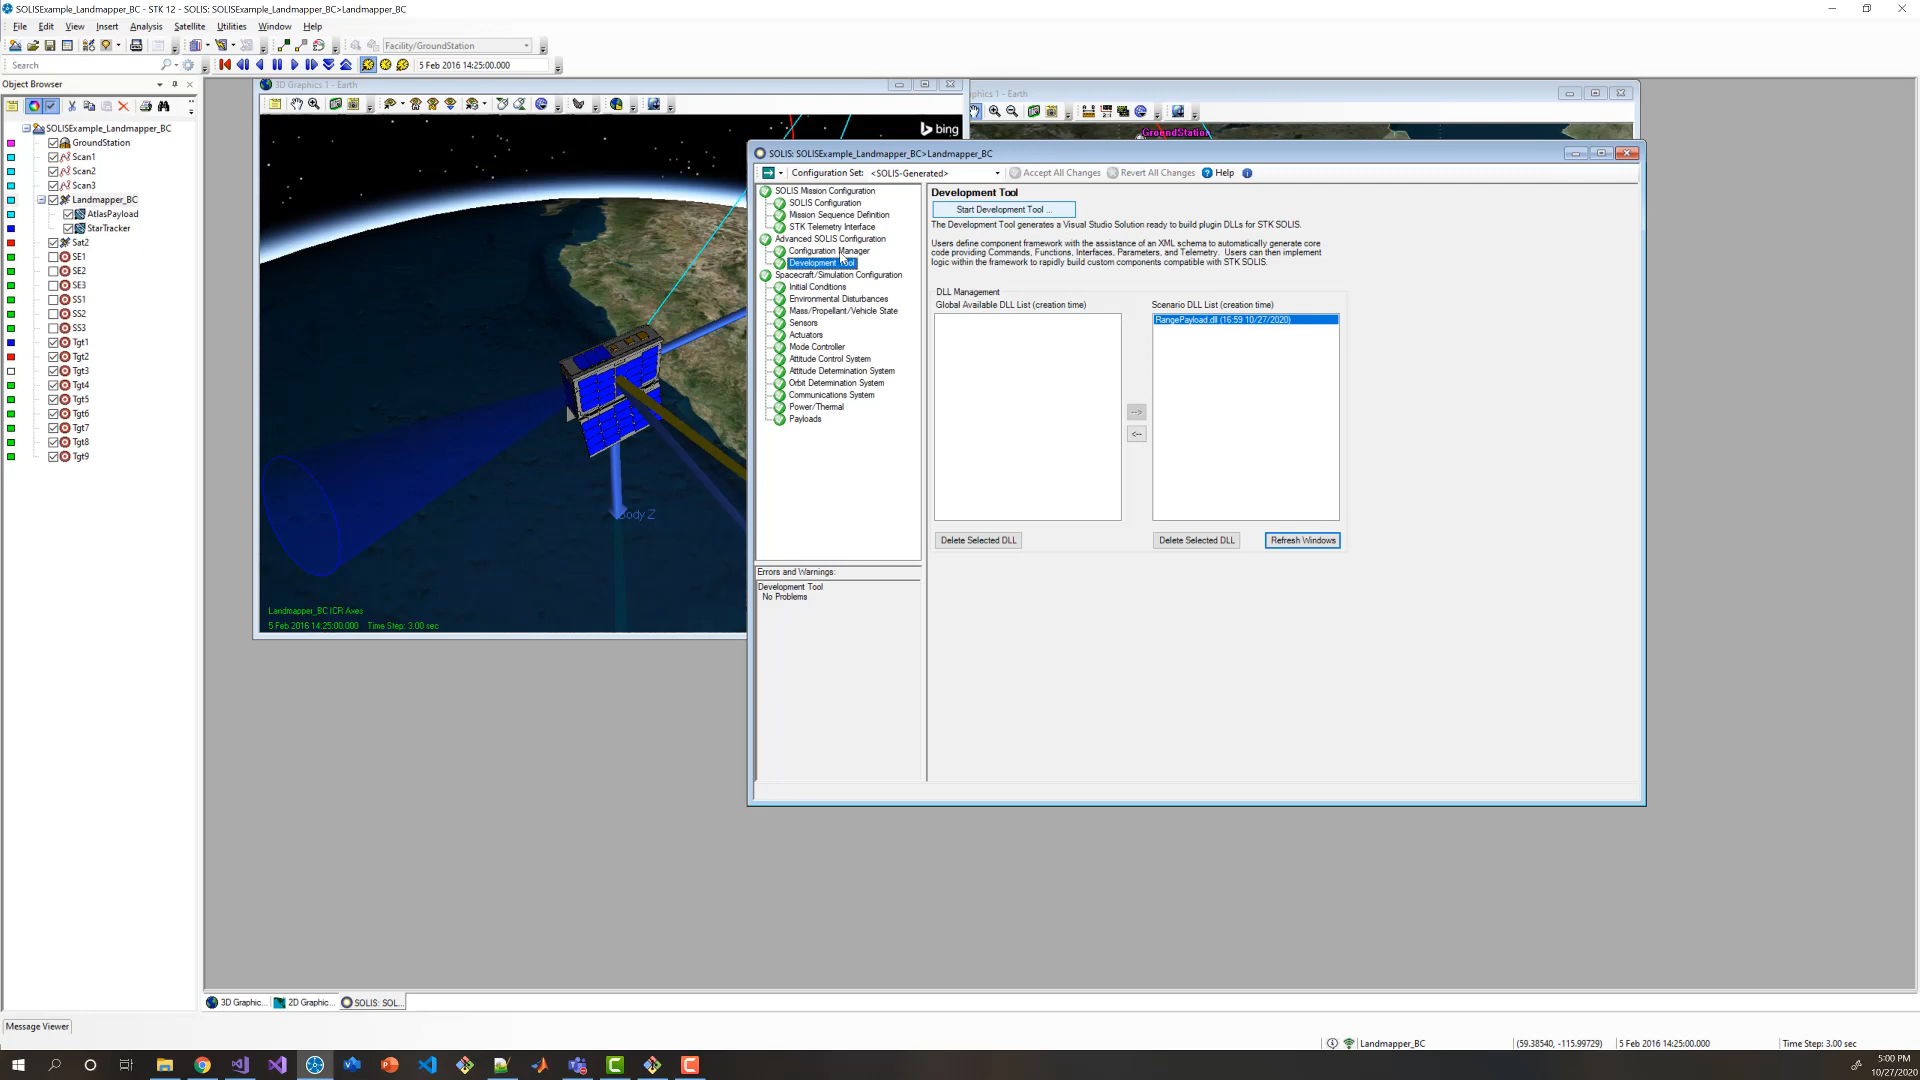 SOLISExample_Landmapper_BC - STK 12 - SOLIS: SOLISExample_Landmapper_BC>Landmapper_BC
File Edit View Insert Analysis Satellite Utilities Window Help
Facility/GroundStation
Search
5 Feb 2016 14:25:00.000
Object Browser
SOLISExample_Landmapper_BC
GroundStation
Scan1
Scan2
Scan3
Landmapper_BC
AtlasPayload
StarTracker
Sat2
SE1
SE2
SE3
SS1
SS2
SS3
Tgt1
Tgt2
Tgt3
Tgt4
Tgt5
Tgt6
Tgt7
Tgt8
Tgt9
3D Graphics 1 - Earth
bing
Body Z
Landmapper_BC ICR Axes
5 Feb 2016 14:25:00.000 Time Step: 3.00 sec
phics 1 - Earth
GroundStation
SOLIS: SOLISExample_Landmapper_BC>Landmapper_BC
Configuration Set: <SOLIS-Generated> Accept All Changes Revert All Changes Help
SOLIS Mission Configuration
SOLIS Configuration
Mission Sequence Definition
STK Telemetry Interface
Advanced SOLIS Configuration
Configuration Manager
Development Tool
Spacecraft/Simulation Configuration
Initial Conditions
Environmental Disturbances
Mass/Propellant/Vehicle State
Sensors
Actuators
Mode Controller
Attitude Control System
Attitude Determination System
Orbit Determination System
Communications System
Power/Thermal
Payloads
Errors and Warnings:
Development Tool
No Problems
Development Tool
Start Development Tool ...
The Development Tool generates a Visual Studio Solution ready to build plugin DLLs for STK SOLIS.
Users define component framework with the assistance of an XML schema to automatically generate core
code providing Commands, Functions, Interfaces, Parameters, and Telemetry. Users can then implement
logic within the framework to rapidly build custom components compatible with STK SOLIS.
DLL Management
Global Available DLL List (creation time)
Scenario DLL List (creation time)
RangePayload.dll (16:59 10/27/2020)
-->
<--
Delete Selected DLL
Delete Selected DLL
Refresh Windows
3D Graphic... 2D Graphic... SOLIS: SOL...
Message Viewer
Landmapper_BC (59.38540, -115.99729) 5 Feb 2016 14:25:00.000 Time Step: 3.00 sec
5:00 PM
10/27/2020